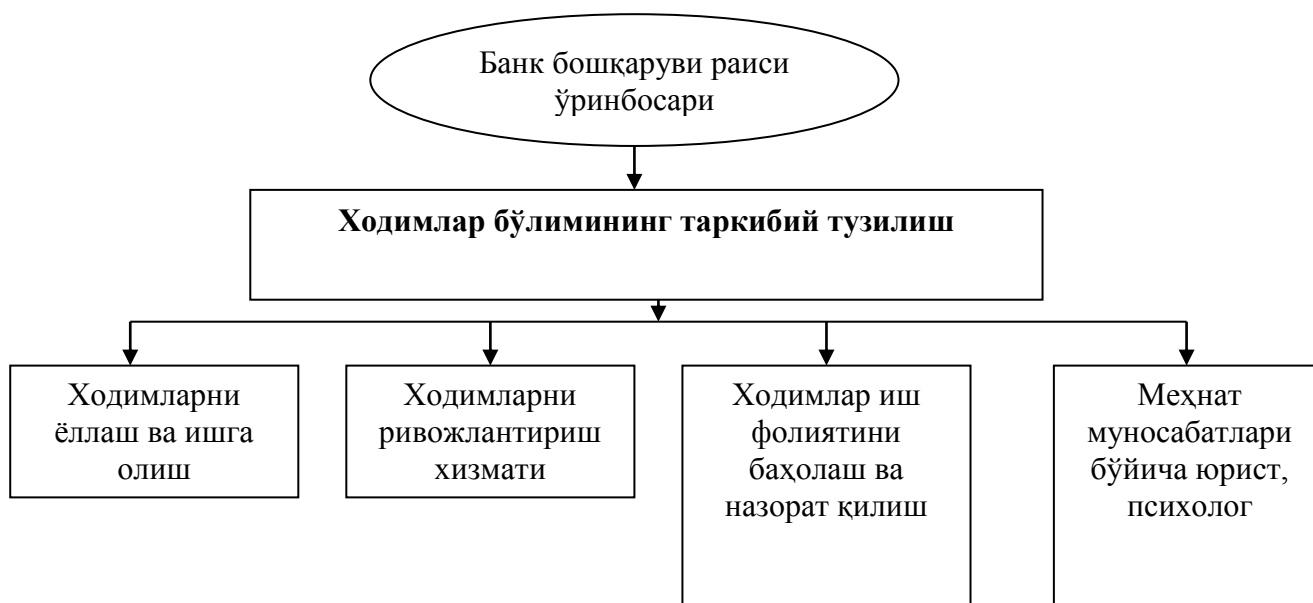 Банк бошқаруви раиси
ўринбосари
Ходимлар бўлимининг таркибий тузилиш
Ходимларни
ёллаш ва ишга
олиш
Ходимларни
ривожлантириш
хизмати
Ходимлар иш
фолиятини
баҳолаш ва
назорат қилиш
Меҳнат
муносабатлари
бўйича юрист,
психолог